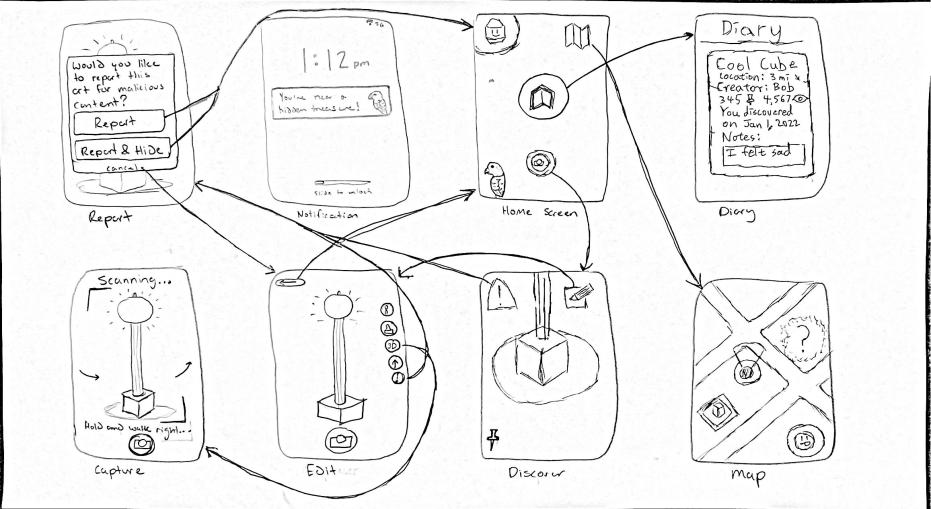 Would you like
to report this
art for malicious
content?
Report
Report & Hide
cancel
Report
1:12 pm
You're near a
hidden treasure!
slide to unlock
Notification
Home Screen
Diary
Cool Cube
Location: 3 mi
Creator: Bob
345 4,567
You discovered
on Jan 1, 2022
Notes:
I felt sad
Diary
Scanning...
Hold and walk right...
Capture
3D
Edit
!
Discover
?
Map